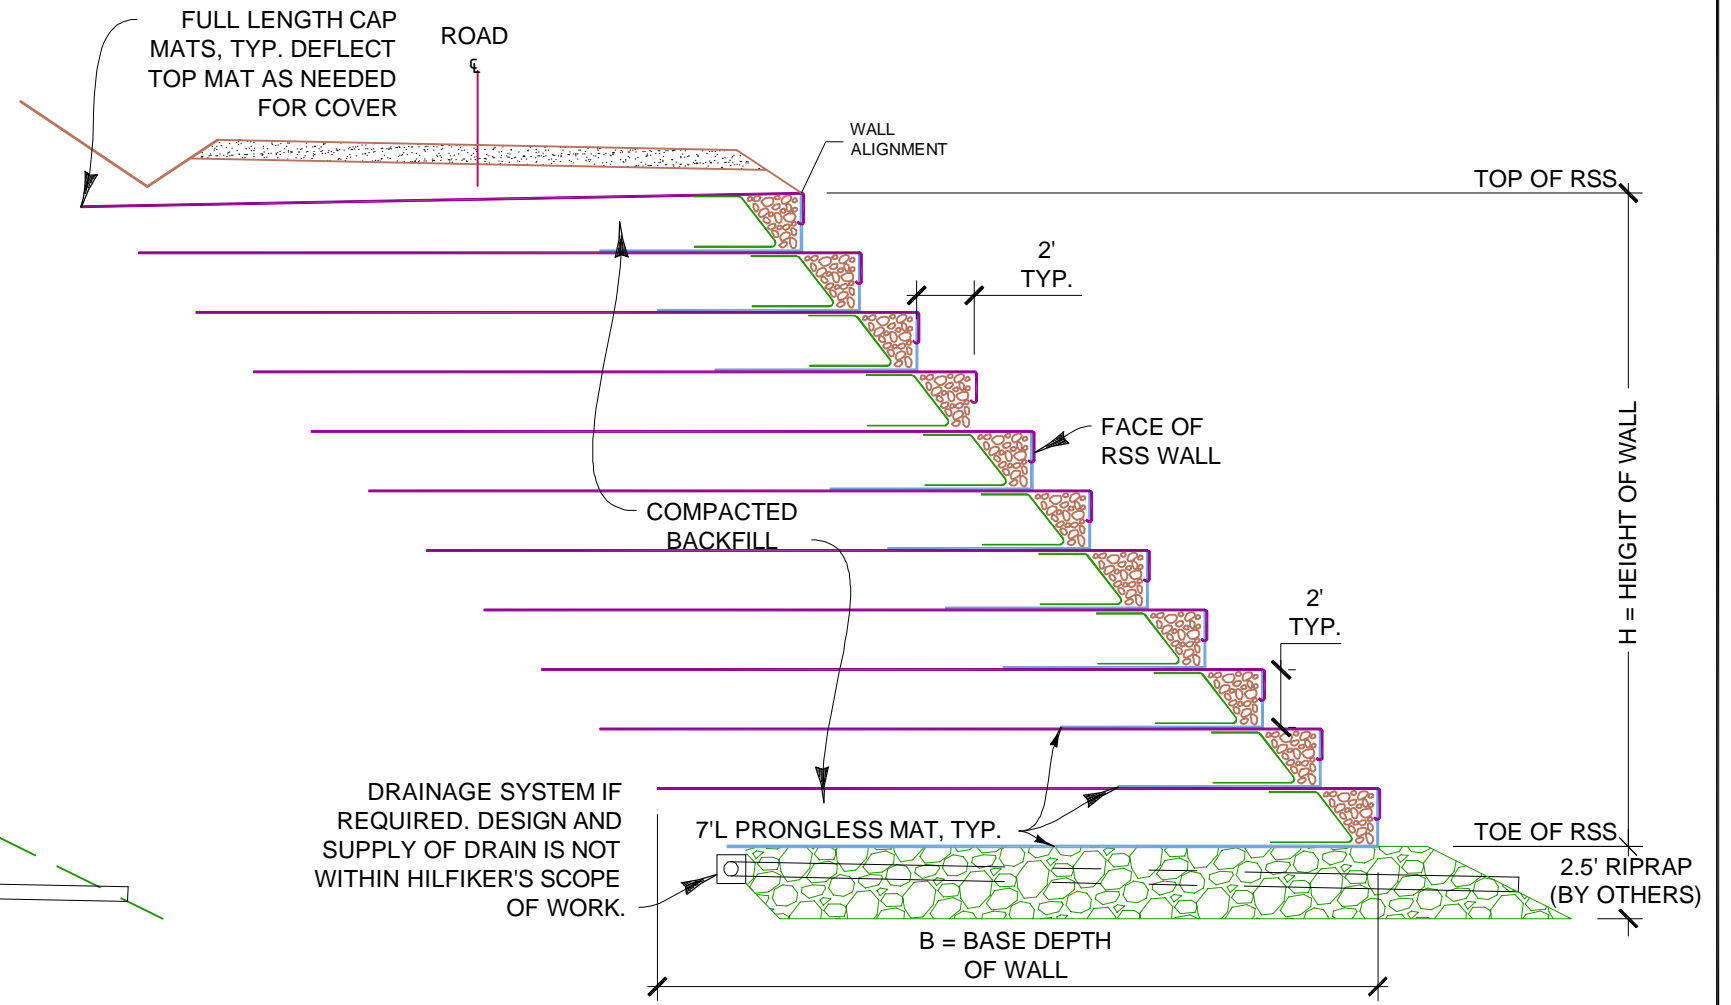 FULL LENGTH CAP
MATS, TYP. DEFLECT
TOP MAT AS NEEDED
FOR COVER
ROAD
℄
WALL
ALIGNMENT
TOP OF RSS
2'
TYP.
FACE OF
RSS WALL
H = HEIGHT OF WALL
COMPACTED
BACKFILL
2'
TYP.
DRAINAGE SYSTEM IF
REQUIRED. DESIGN AND
SUPPLY OF DRAIN IS NOT
WITHIN HILFIKER'S SCOPE
OF WORK.
7'L PRONGLESS MAT, TYP.
TOE OF RSS
2.5' RIPRAP
(BY OTHERS)
B = BASE DEPTH
OF WALL